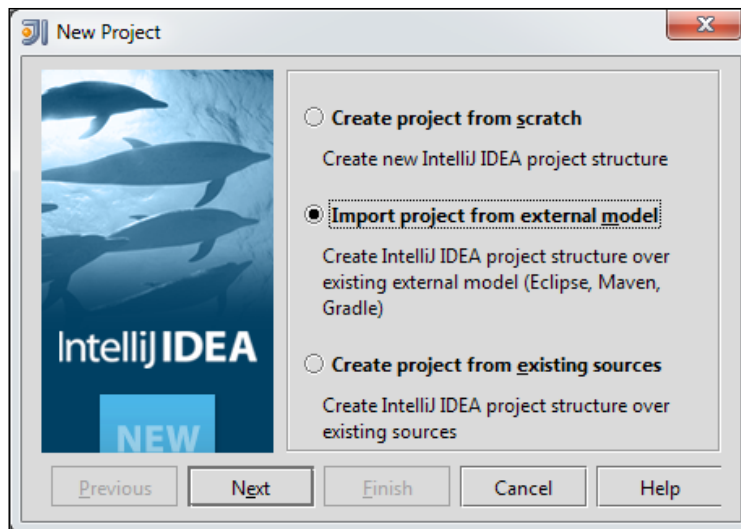 New Project
Create project from scratch
Create new IntelliJ IDEA project structure
Import project from external model
Create IntelliJ IDEA project structure over
existing external model (Eclipse, Maven,
Gradle)
Create project from existing sources
Create IntelliJ IDEA project structure over
existing sources
IntelliJ IDEA
NEW
Previous
Next
Finish
Cancel
Help